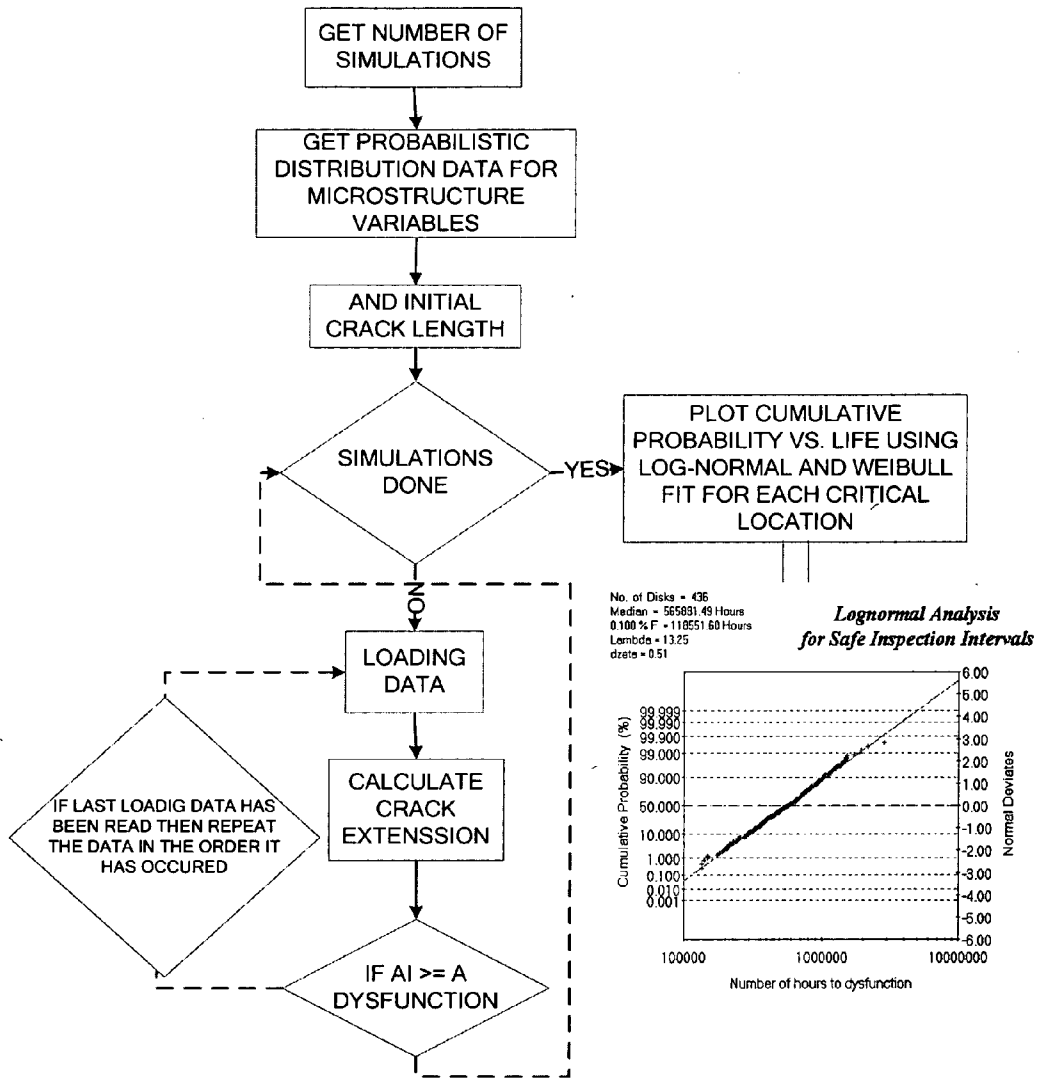 GET NUMBER OF
SIMULATIONS
GET PROBABILISTIC
DISTRIBUTION DATA FOR
MICROSTRUCTURE
VARIABLES
AND INITIAL
CRACK LENGTH
SIMULATIONS
DONE
YES
PLOT CUMULATIVE
PROBABILITY VS. LIFE USING
LOG-NORMAL AND WEIBULL
FIT FOR EACH CRITICAL
LOCATION
NO
LOADING
DATA
CALCULATE
CRACK
EXTENSSION
IF LAST LOADIG DATA HAS
BEEN READ THEN REPEAT
THE DATA IN THE ORDER IT
HAS OCCURED
IF AI >= A
DYSFUNCTION
No. of Disks = 436
Median = 565831.49 Hours
0.100 % F = 118551.60 Hours
Lambda = 13.25
dzeta = 0.51
Lognormal Analysis
for Safe Inspection Intervals
Cumulative Probability (%)
99.999
99.990
99.900
99.000
90.000
50.000
10.000
1.000
0.100
0.010
0.001
6.00
5.00
4.00
3.00
2.00
1.00
0.00
-1.00
-2.00
-3.00
-4.00
-5.00
-6.00
Normal Deviates
100000
1000000
10000000
Number of hours to dysfunction